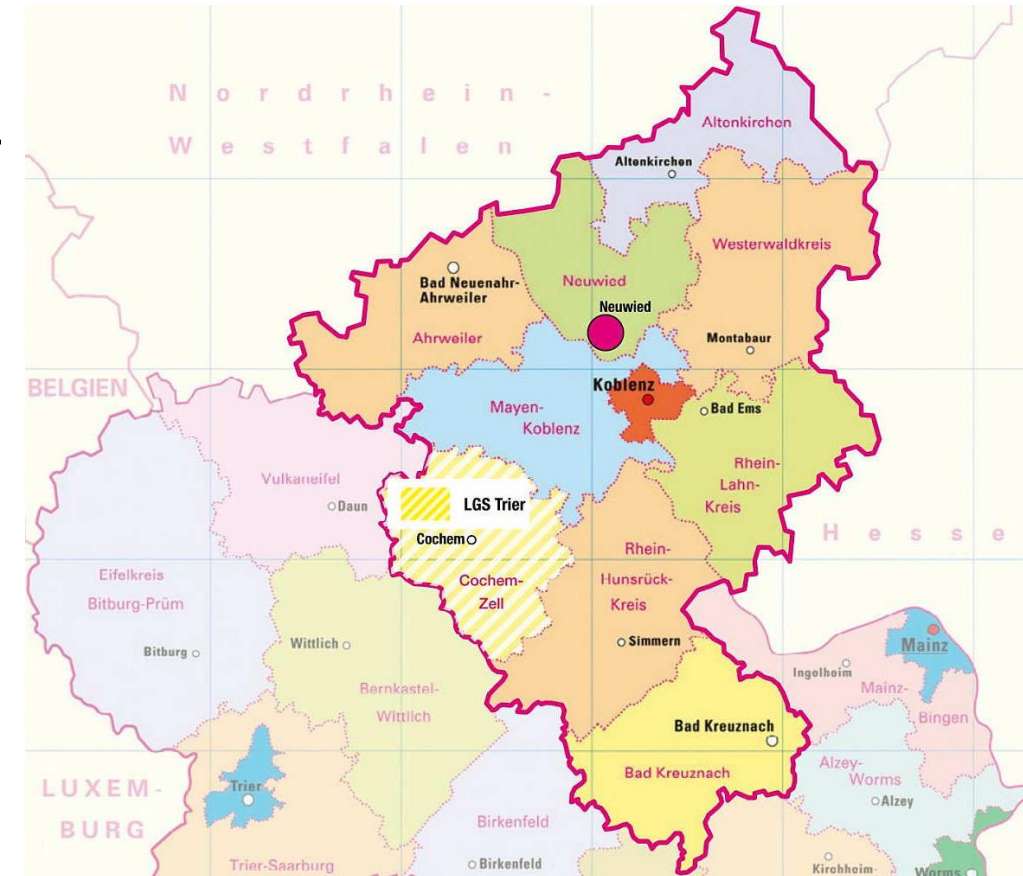 Nordrhein-
Westfalen
Altenkirchen
Altenkirchen
Westerwaldkreis
Neuwied
Neuwied
Bad Neuenahr-
Ahrweiler
Ahrweiler
Montabaur
BELGIEN
Koblenz
Bad Ems
Mayen-
Koblenz
Vulkaneifel
Daun
LGS Trier
Cochem
Cochem-
Zell
Rhein-
Lahn-
Kreis
Hesse
Rhein-
Hunsrück-
Kreis
Simmern
Eifelkreis
Bitburg-Prüm
Bitburg
Wittlich
Bernkastel-
Wittlich
Mainz
Ingelheim
Mainz-
Bingen
Bad Kreuznach
Bad Kreuznach
Alzey-
Worms
Alzey
LUXEM-
BURG
Trier
Trier-Saarburg
Birkenfeld
Birkenfeld
Kirchheim-
Worms